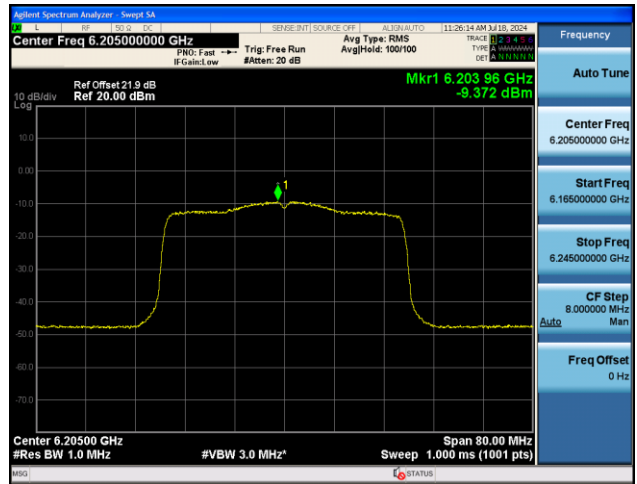 Agilent Spectrum Analyzer - Swept SA
L RF 50 Ω DC SENSE:INT SOURCE OFF ALIGNAUTO 11:26:14 AM Jul 18, 2024
Center Freq 6.205000000 GHz
PNO: Fast
IFGain:Low
Trig: Free Run
#Atten: 20 dB
Avg Type: RMS
Avg|Hold: 100/100
TRACE 1 2 3 4 5 6
TYPE A WWWWW
DET A N N N N N
Frequency
Mkr1 6.203 96 GHz
-9.372 dBm
Ref Offset 21.9 dB
Ref 20.00 dBm
10 dB/div
Log
10.0
0.00
-10.0
-20.0
-30.0
-40.0
-50.0
-60.0
-70.0
1
Center 6.20500 GHz
Span 80.00 MHz
#Res BW 1.0 MHz
#VBW 3.0 MHz*
Sweep 1.000 ms (1001 pts)
Auto Tune
Center Freq
6.205000000 GHz
Start Freq
6.165000000 GHz
Stop Freq
6.245000000 GHz
CF Step
8.000000 MHz
Auto Man
Freq Offset
0 Hz
MSG
STATUS